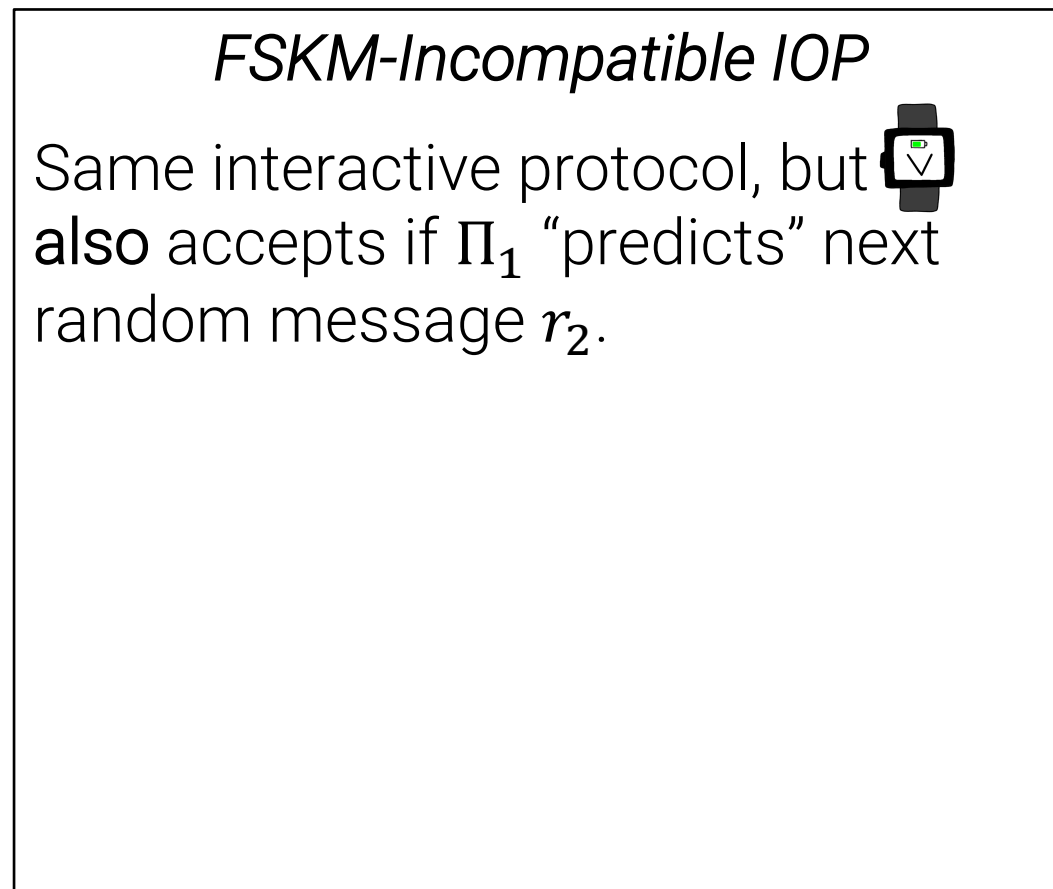 FSKM-Incompatible IOP
Same interactive protocol, but V
also accepts if Π₁ “predicts” next
random message r₂.